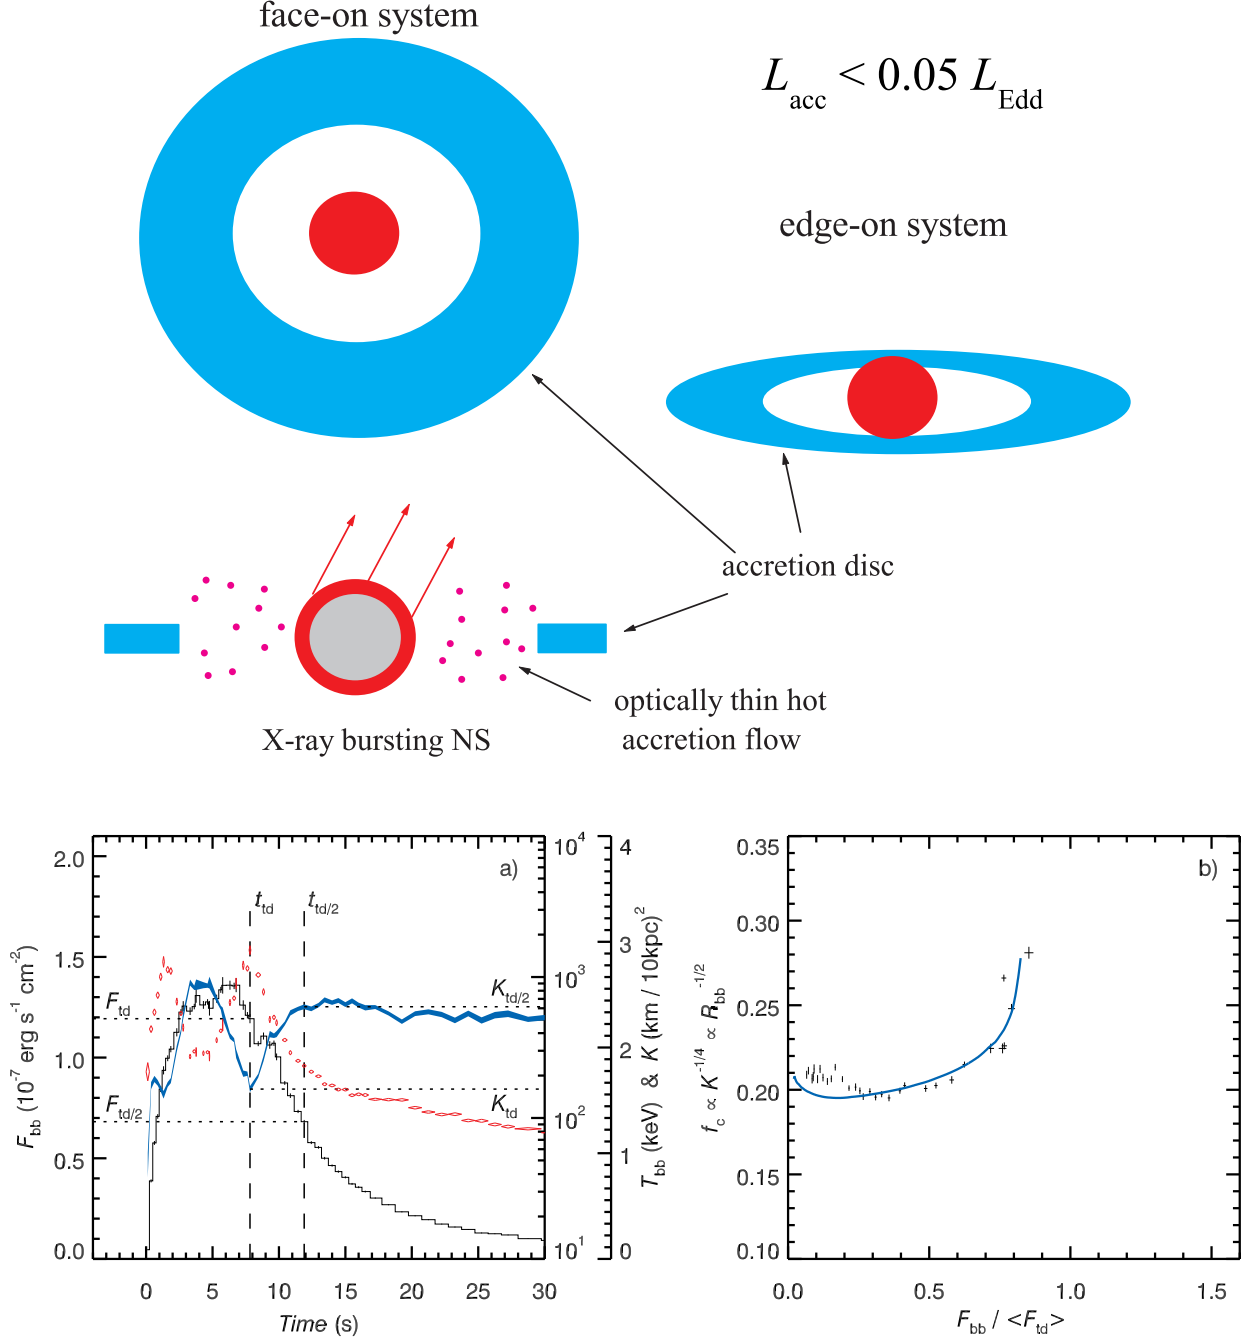 face-on system
L_acc < 0.05 L_Edd
edge-on system
accretion disc
optically thin hot
accretion flow
X-ray bursting NS
a)
t_td
t_td/2
F_td
F_td/2
K_td/2
K_td
2.0
1.5
1.0
0.5
0.0
F_bb (10^-7 erg s^-1 cm^-2)
0 5 10 15 20 25 30
Time (s)
10^4
10^3
10^2
10^1
4
3
2
1
0
T_bb (keV) & K (km / 10kpc)^2
b)
0.35
0.30
0.25
0.20
0.15
0.10
f_c ∝ K^-1/4 ∝ R_bb^-1/2
0.0 0.5 1.0 1.5
F_bb / <F_td>